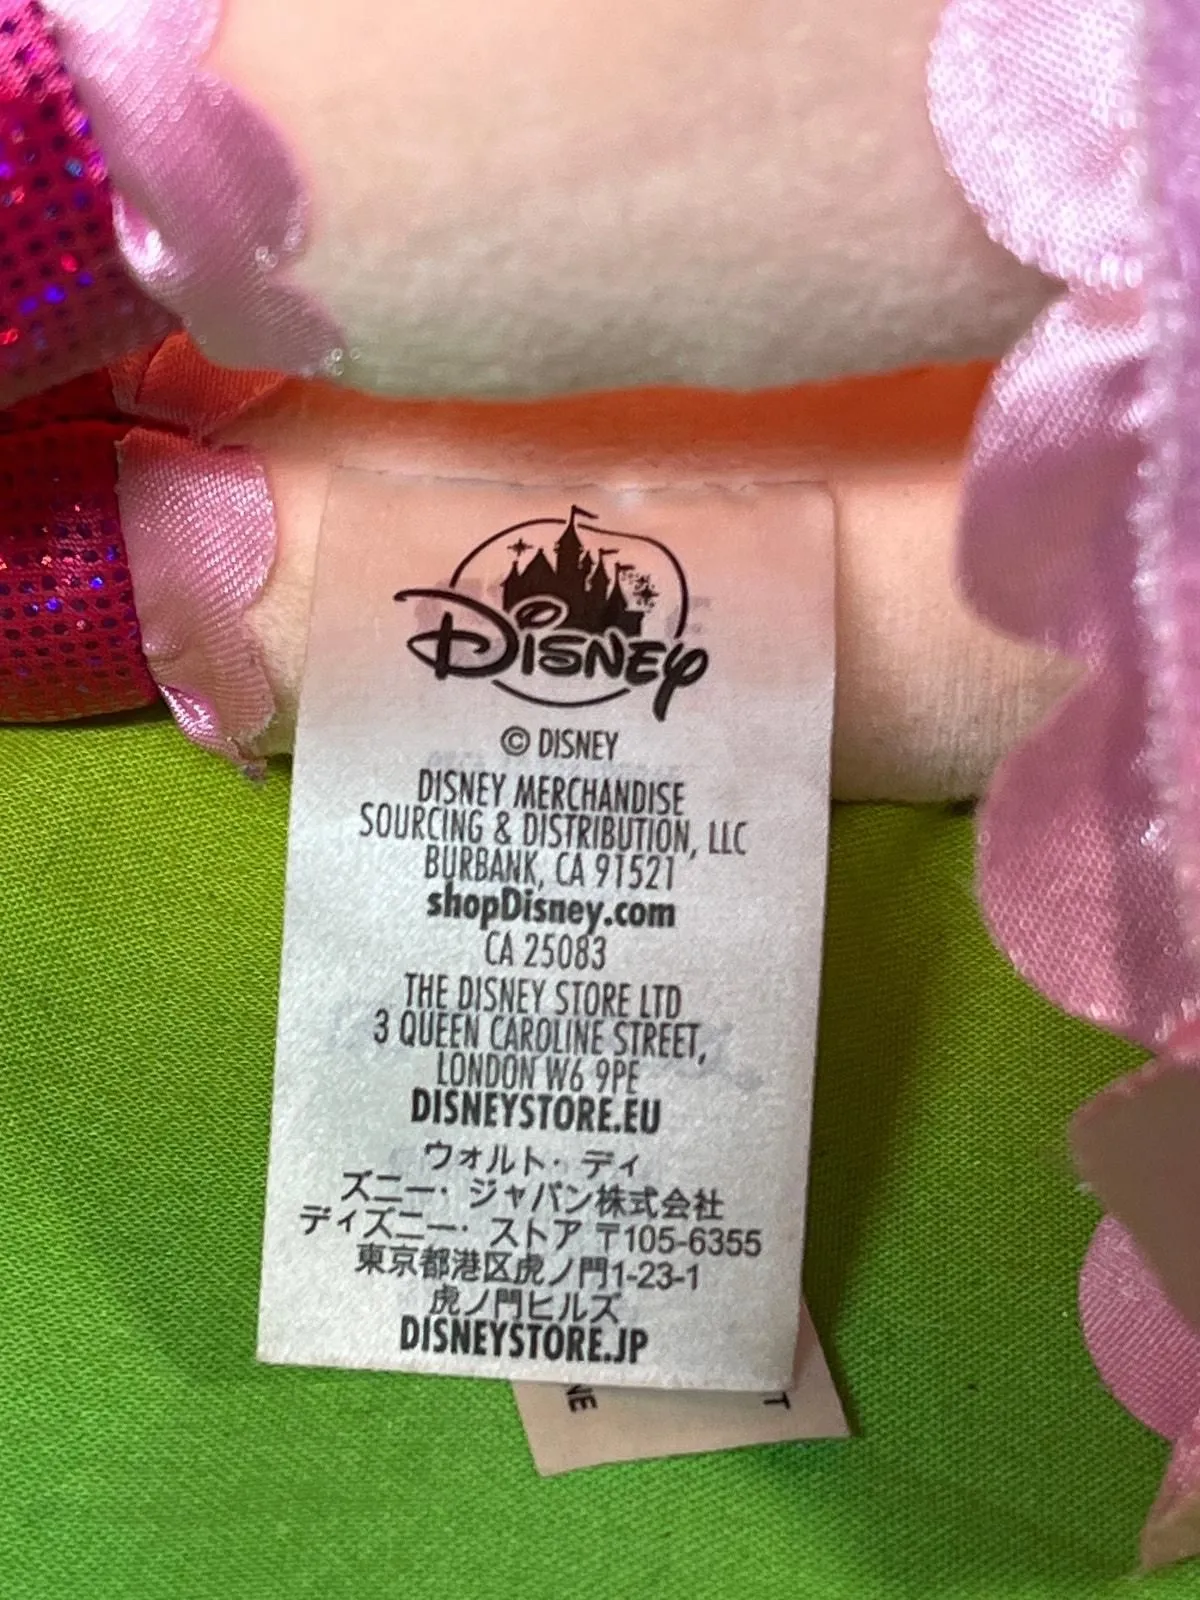 Disney
© DISNEY
DISNEY MERCHANDISE
SOURCING & DISTRIBUTION, LLC
BURBANK, CA 91521
shopDisney.com
CA 25083
THE DISNEY STORE LTD
3 QUEEN CAROLINE STREET,
LONDON W6 9PE
DISNEYSTORE.EU
ウォルト・ディ
ズニー・ジャパン株式会社
ディズニー・ストア 〒105-6355
東京都港区虎ノ門1-23-1
虎ノ門ヒルズ
DISNEYSTORE.JP